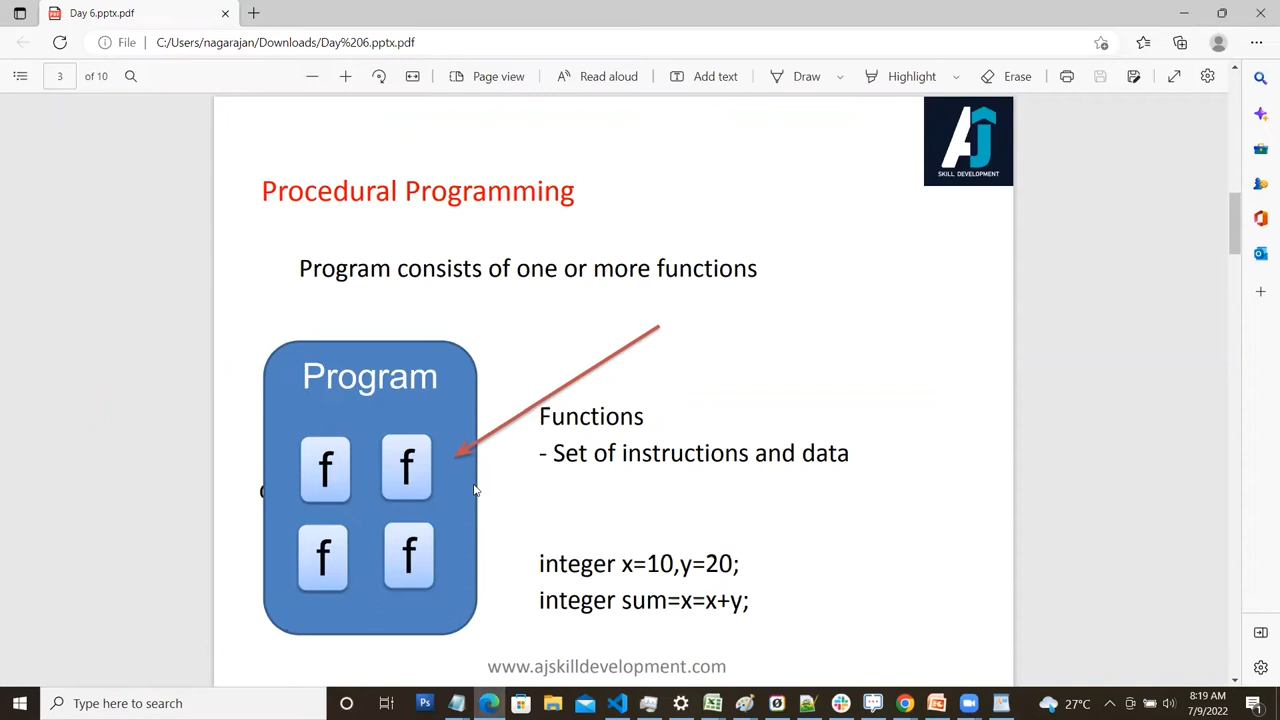 Day 6.pptx.pdf
File C:/Users/nagarajan/Downloads/Day%206.pptx.pdf
3 of 10 Page view Read aloud Add text Draw Highlight Erase
AJ
SKILL DEVELOPMENT
Procedural Programming
Program consists of one or more functions
Program
f f
f f
Functions
- Set of instructions and data
integer x=10,y=20;
integer sum=x=x+y;
www.ajskilldevelopment.com
Type here to search
Ps
27°C
8:19 AM
7/9/2022